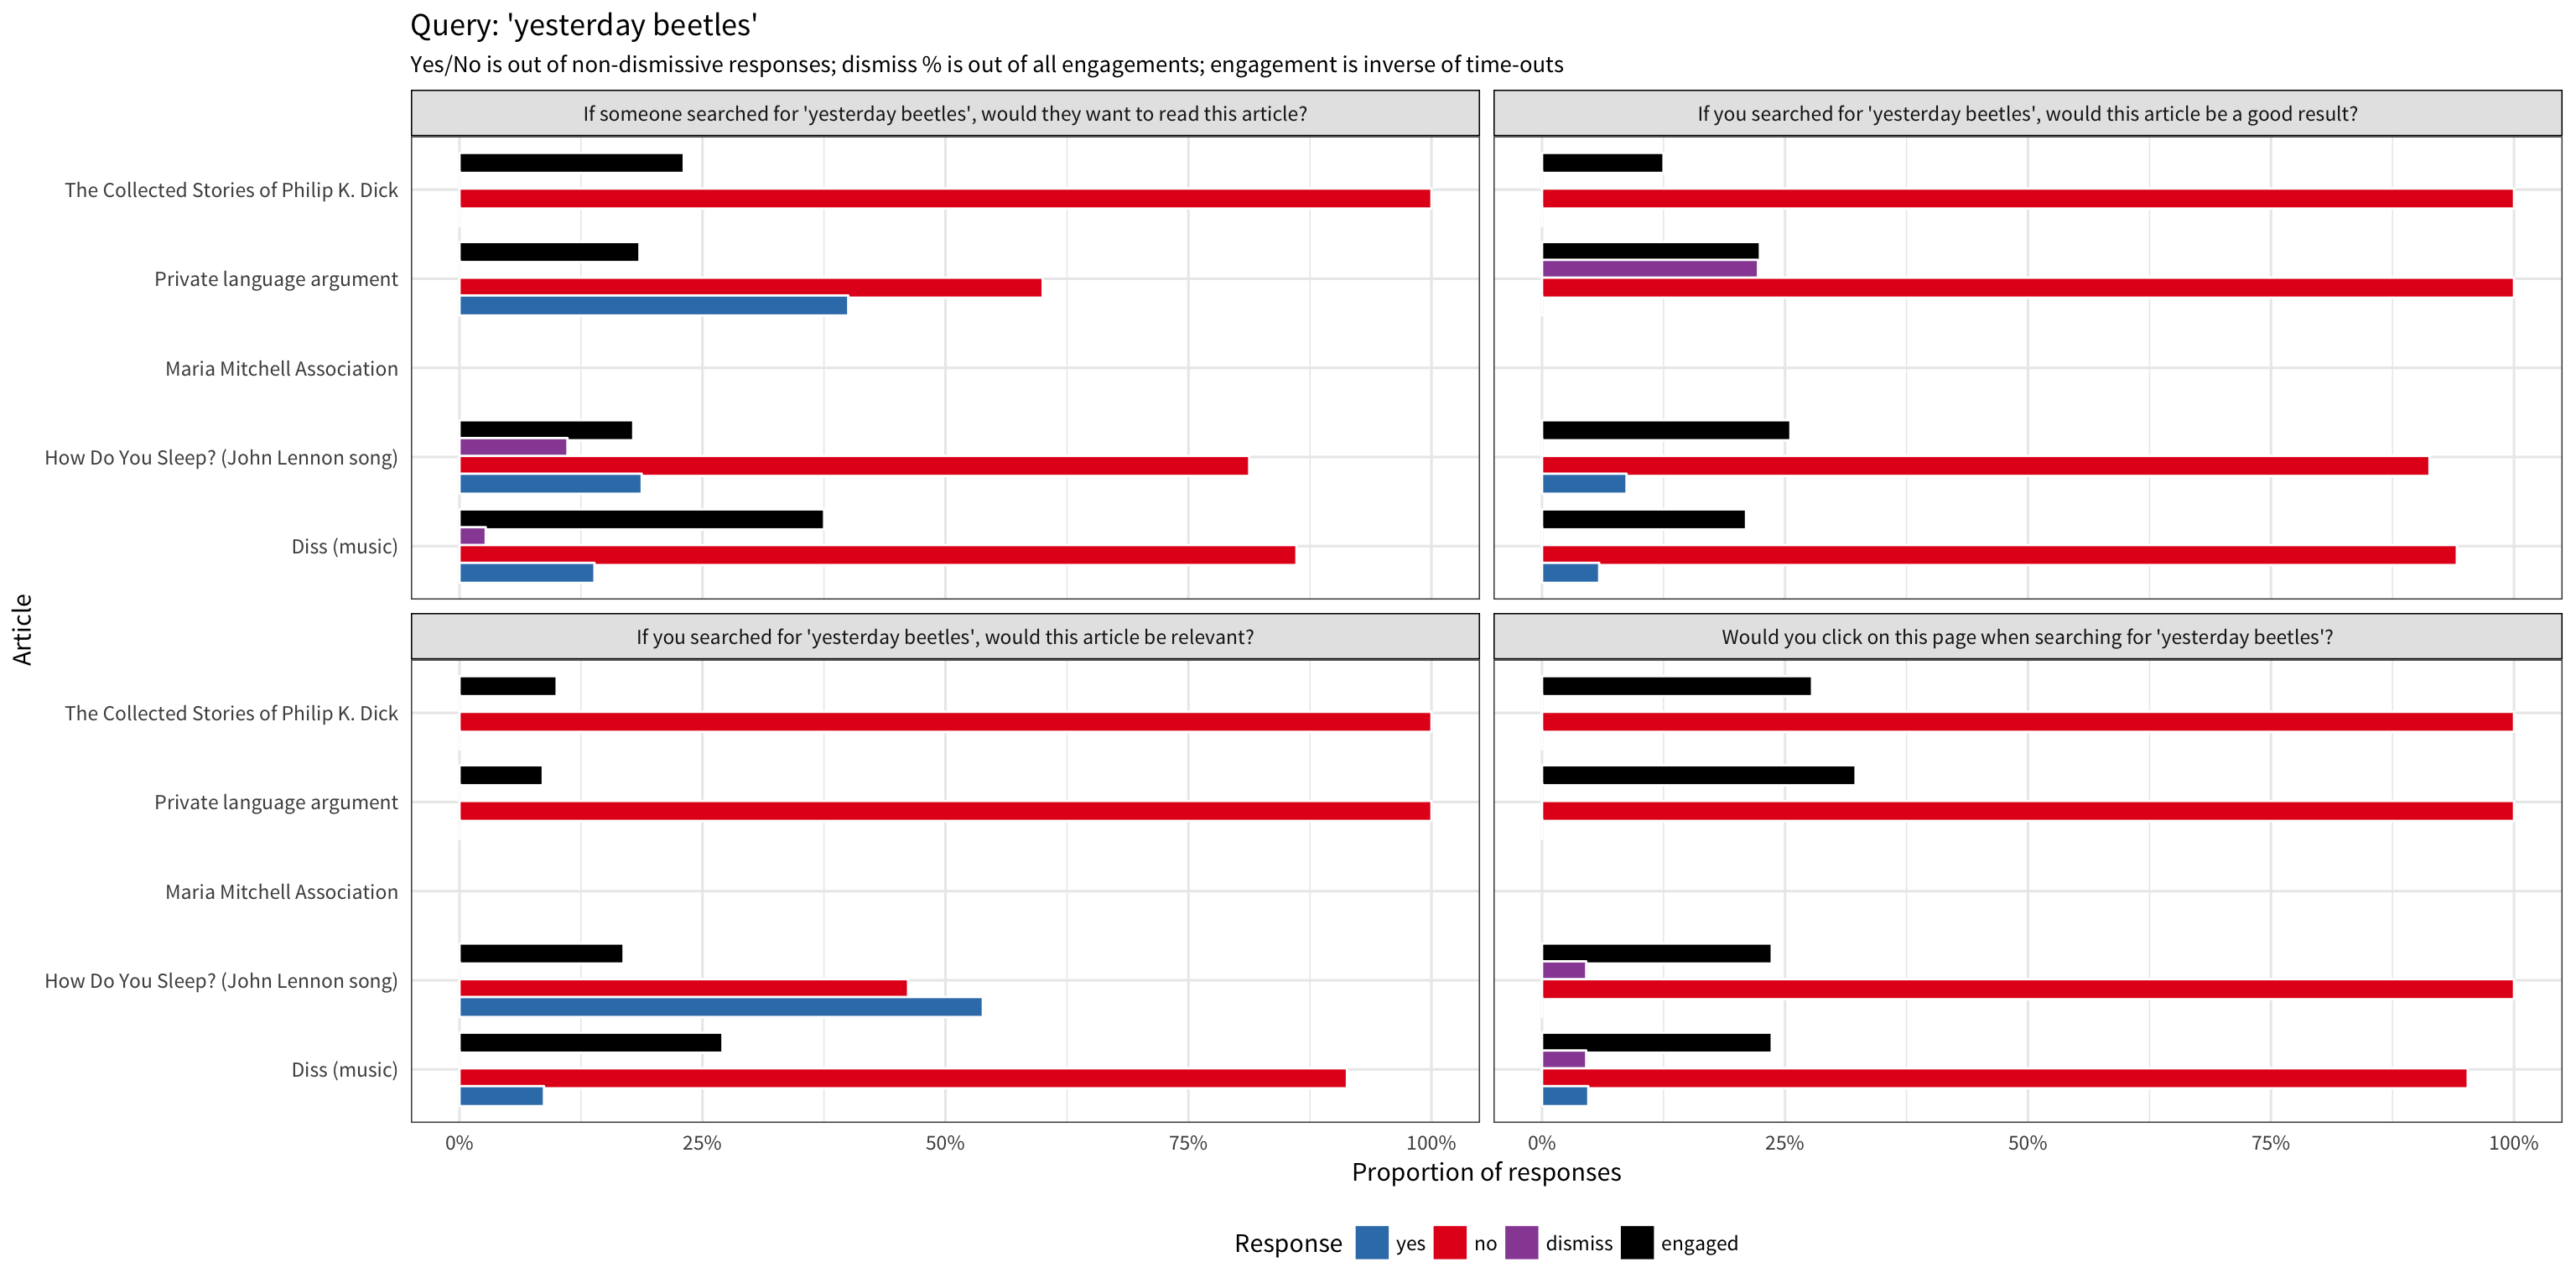 Query: 'yesterday beetles'
Yes/No is out of non-dismissive responses; dismiss % is out of all engagements; engagement is inverse of time-outs
If someone searched for 'yesterday beetles', would they want to read this article?
If you searched for 'yesterday beetles', would this article be a good result?
The Collected Stories of Philip K. Dick
Private language argument
Maria Mitchell Association
How Do You Sleep? (John Lennon song)
Diss (music)
Article
If you searched for 'yesterday beetles', would this article be relevant?
Would you click on this page when searching for 'yesterday beetles'?
The Collected Stories of Philip K. Dick
Private language argument
Maria Mitchell Association
How Do You Sleep? (John Lennon song)
Diss (music)
0% 25% 50% 75% 100%
0% 25% 50% 75% 100%
Proportion of responses
Response yes no dismiss engaged